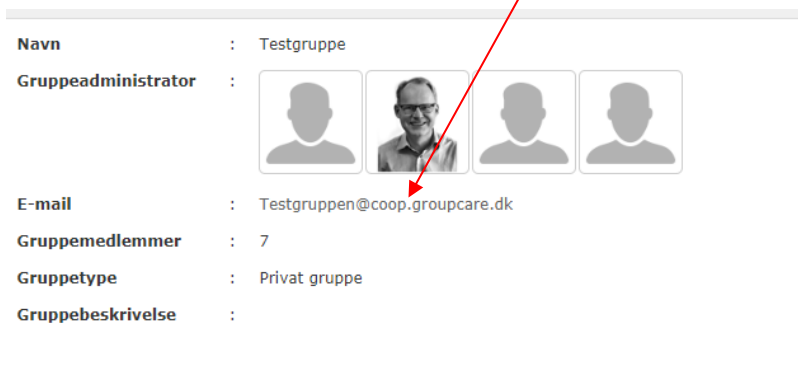 Navn : Testgruppe
Gruppeadministrator :
E-mail : Testgruppen@coop.groupcare.dk
Gruppemedlemmer : 7
Gruppetype : Privat gruppe
Gruppebeskrivelse :